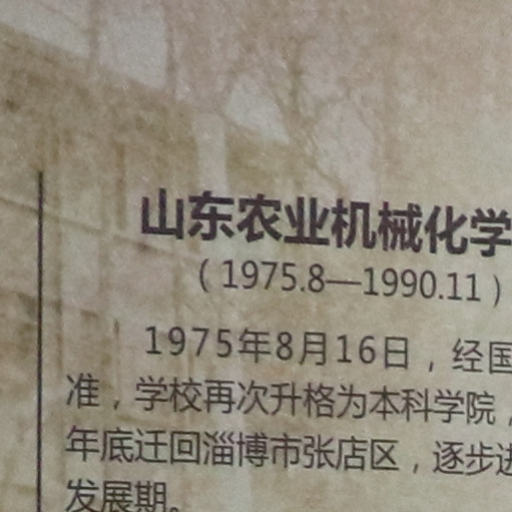 山东农业机械化学
（1975.8—1990.11）
1975年8月16日，经国
准，学校再次升格为本科学院，
年底迁回淄博市张店区，逐步进
发展期。